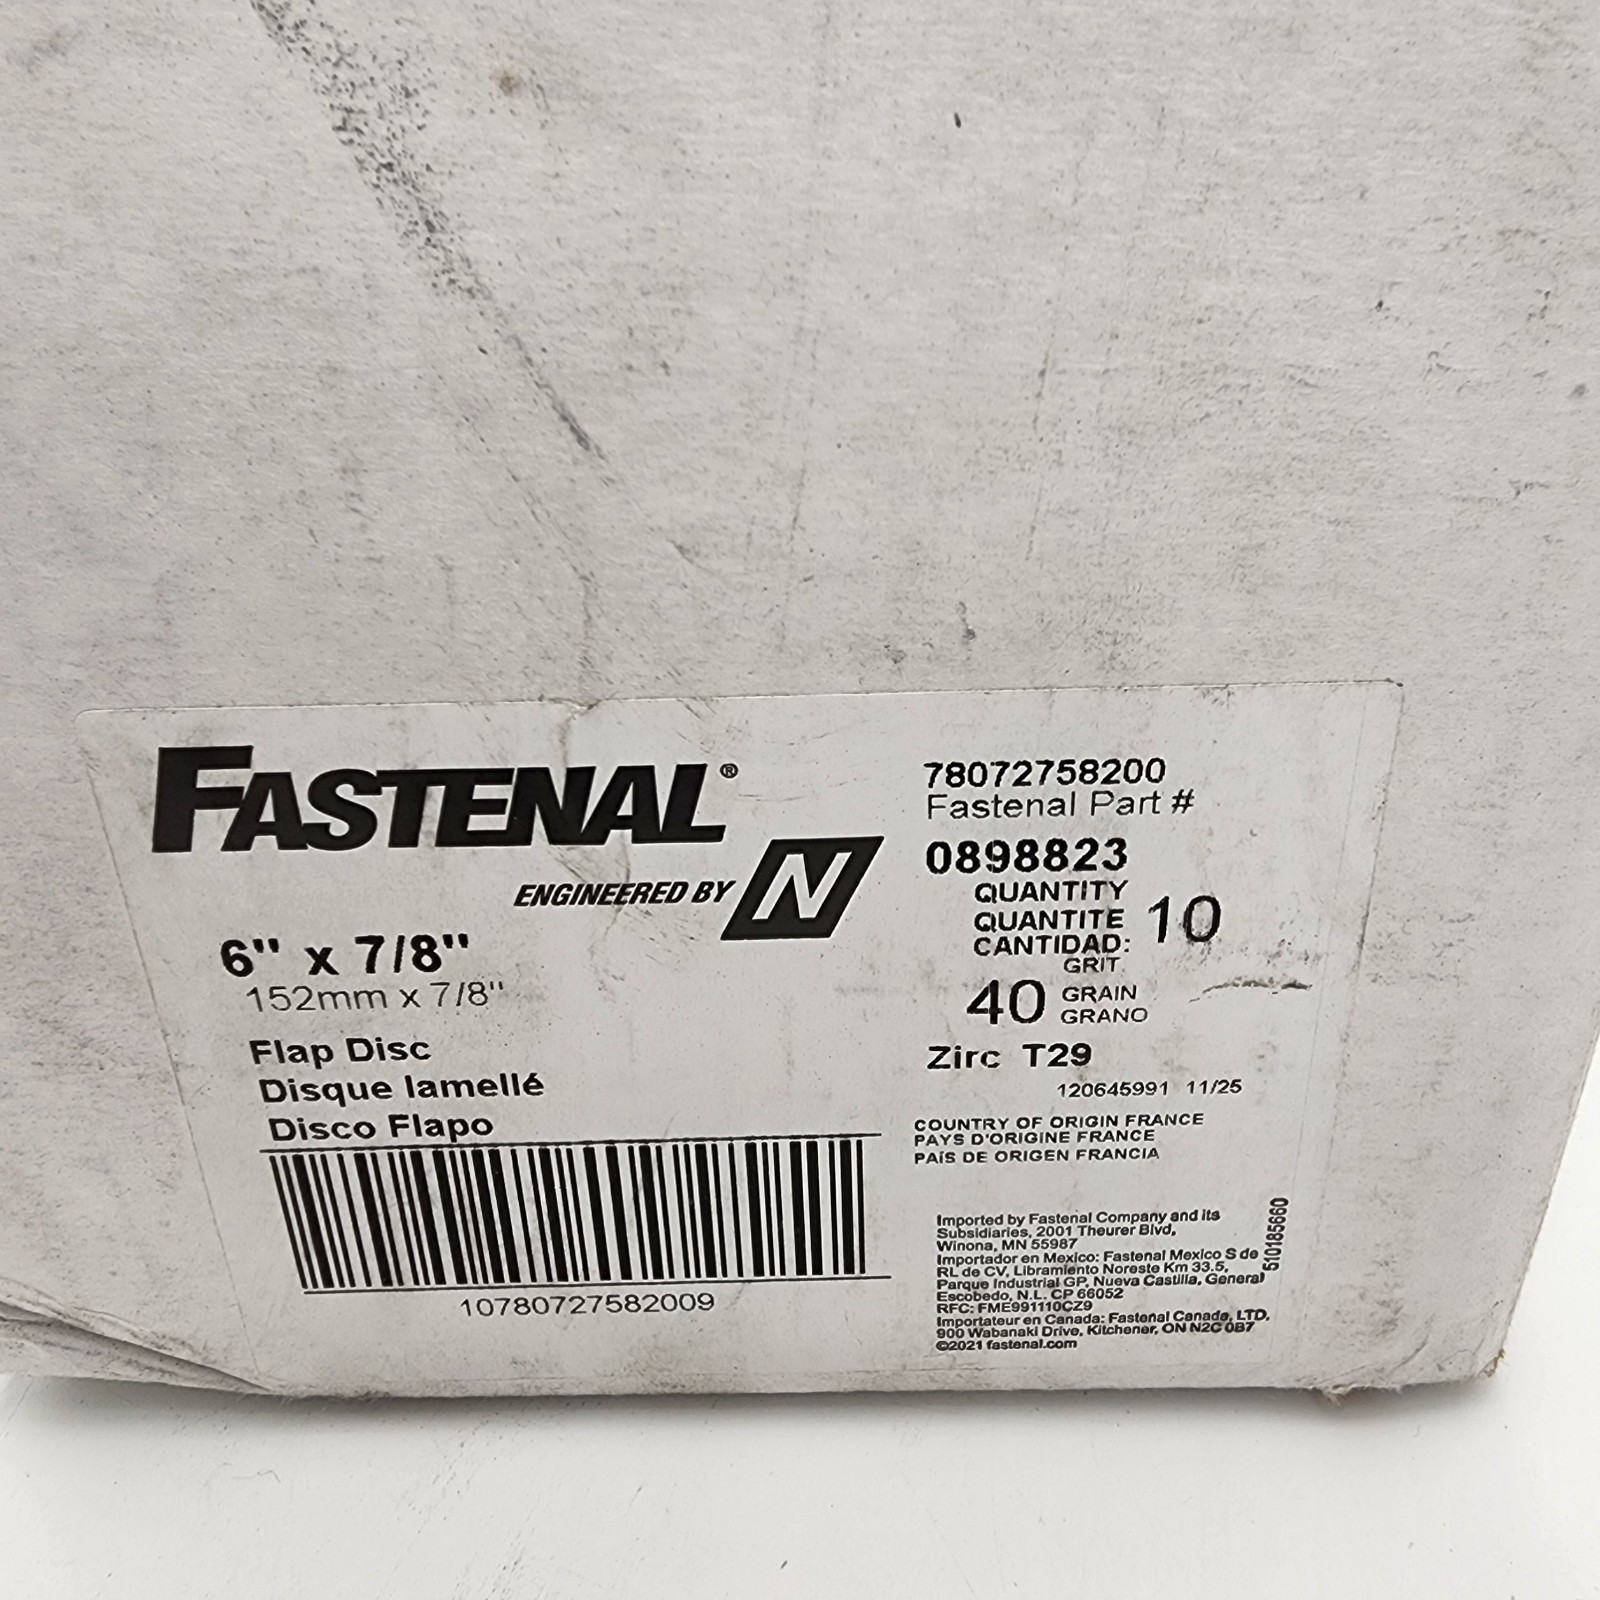 FASTENAL®
ENGINEERED BY N
6" x 7/8"
152mm x 7/8"
Flap Disc
Disque lamellé
Disco Flapo
10780727582009
78072758200
Fastenal Part #
0898823
QUANTITY
QUANTITE
CANTIDAD: 10
GRIT
40 GRAIN
GRANO
Zirc T29
120645991 11/25
COUNTRY OF ORIGIN FRANCE
PAYS D'ORIGINE FRANCE
PAÍS DE ORIGEN FRANCIA
Imported by Fastenal Company and its
Subsidiaries, 2001 Theurer Blvd,
Winona, MN 55987
Importador en Mexico: Fastenal Mexico S de
RL de CV, Libramiento Noreste Km 33.5,
Parque Industrial GP, Nueva Castilla, General
Escobedo, N.L. CP 66052
RFC: FME991110CZ9
Importateur en Canada: Fastenal Canada, LTD,
900 Wabanaki Drive, Kitchener, ON N2C 0B7
©2021 fastenal.com
510185660